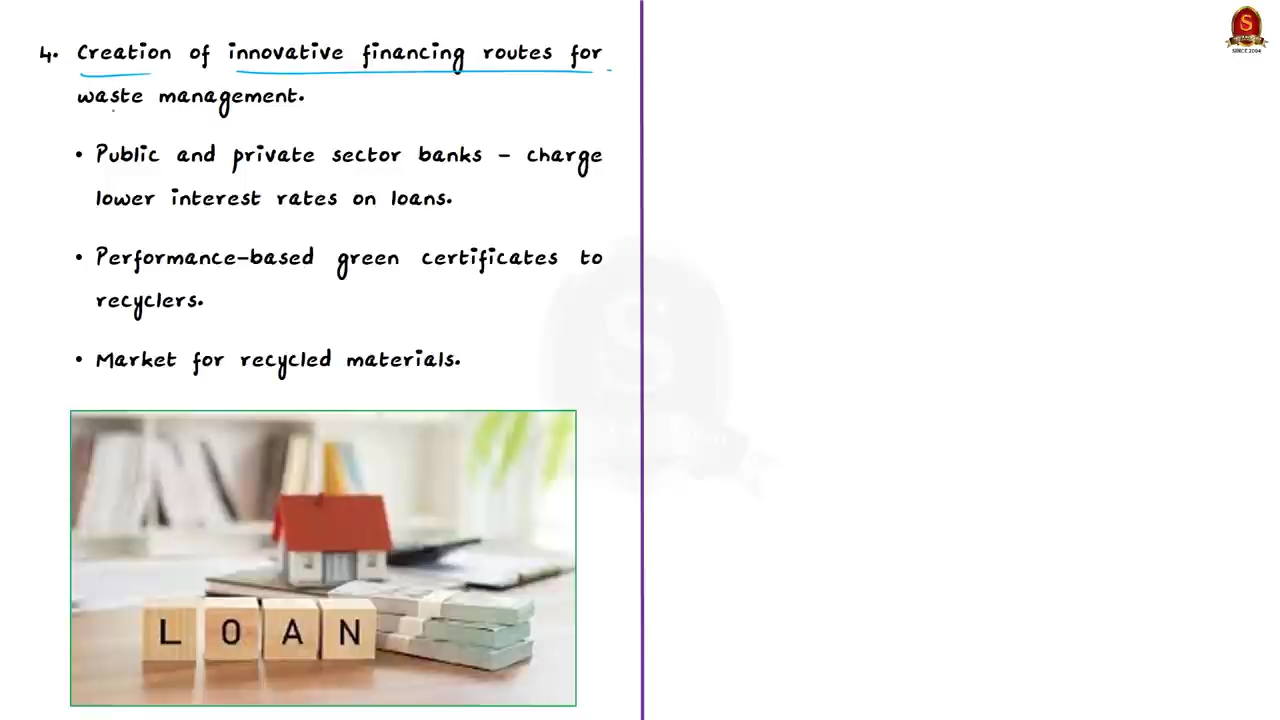 4. Creation of innovative financing routes for
waste management.
• Public and private sector banks – charge
lower interest rates on loans.
• Performance-based green certificates to
recyclers.
• Market for recycled materials.
LOAN
S
SINCE 2004